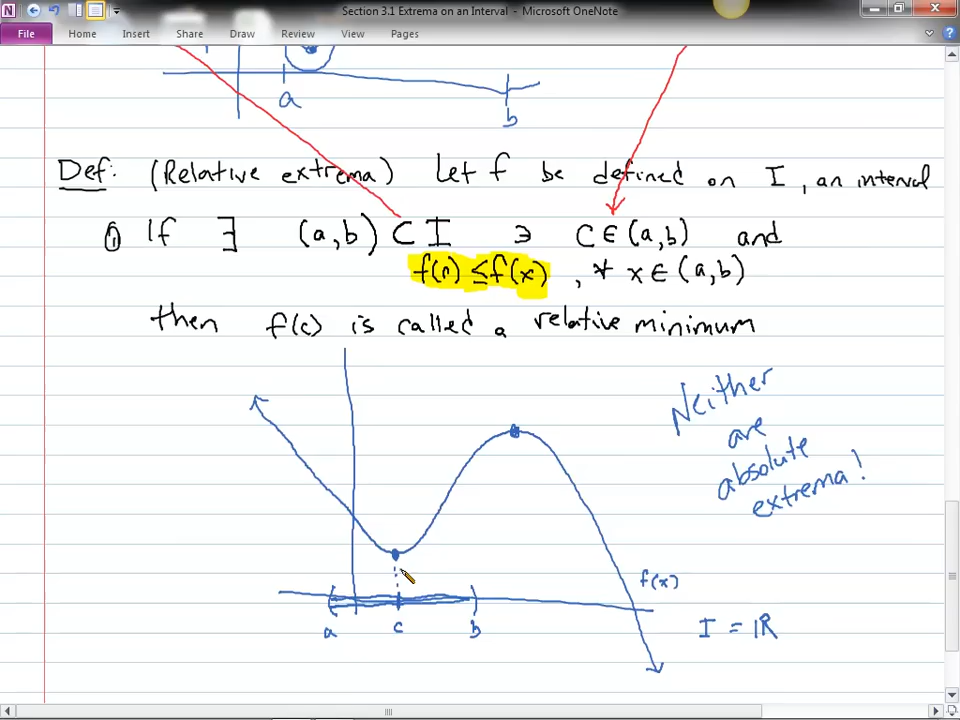 Section 3.1 Extrema on an Interval - Microsoft OneNote
File Home Insert Share Draw Review View Pages
a
b
Def: (Relative extrema) Let f be defined on I, an interval
① If ∃ (a,b) ⊂ I ∋ c ∈ (a,b) and
f(c) ≤ f(x), ∀ x ∈ (a,b)
then f(c) is called a relative minimum
Neither
are
absolute
extrema!
f(x)
a c b
I = ℝ